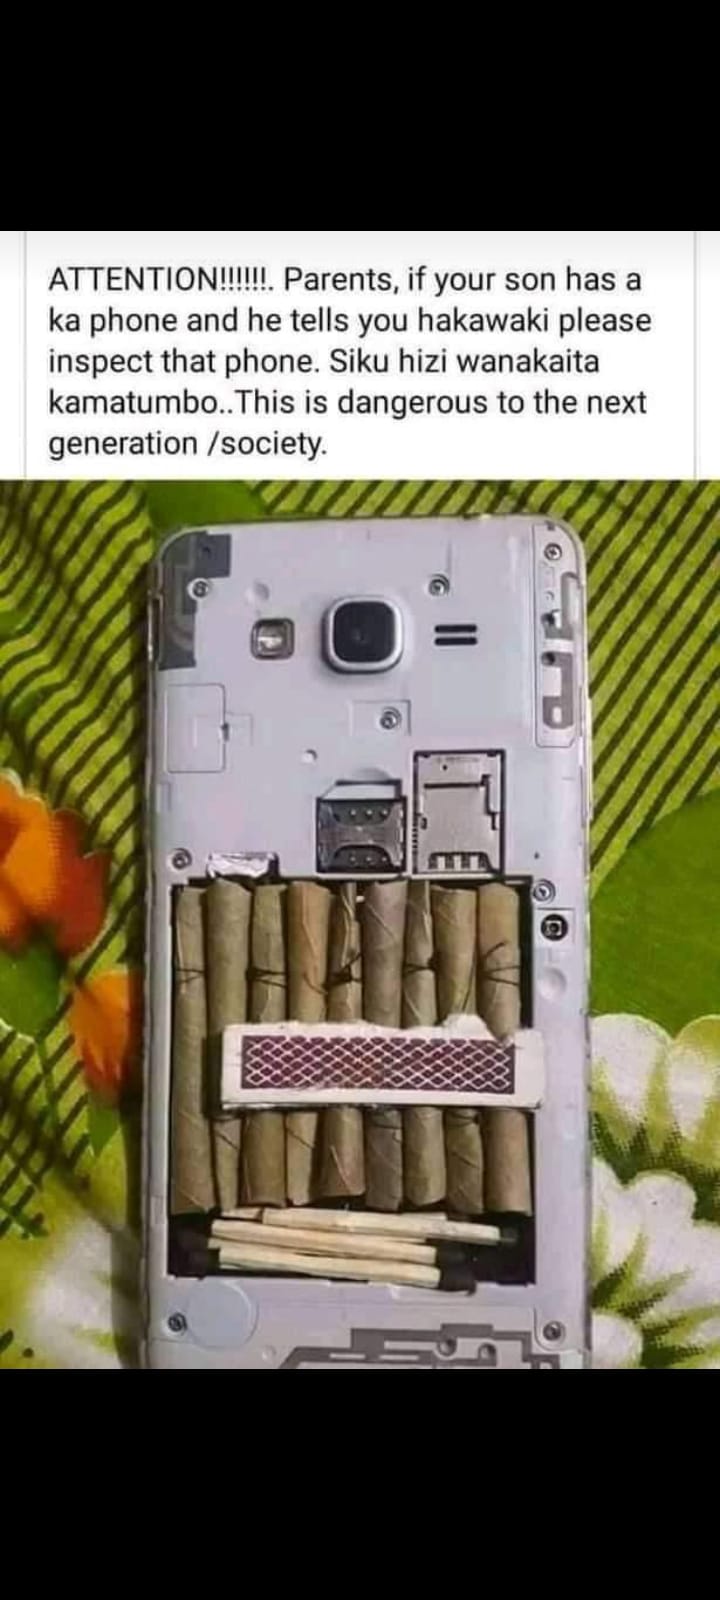 ATTENTION!!!!!!. Parents, if your son has a
ka phone and he tells you hakawaki please
inspect that phone. Siku hizi wanakaita
kamatumbo..This is dangerous to the next
generation /society.